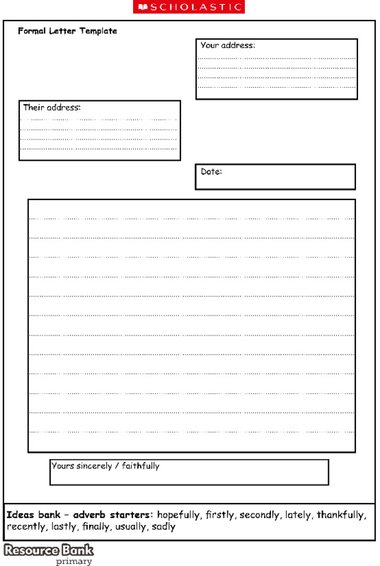 SCHOLASTIC
Formal Letter Template
Your address:
Their address:
Date:
Yours sincerely / faithfully
Ideas bank – adverb starters: hopefully, firstly, secondly, lately, thankfully,
recently, lastly, finally, usually, sadly
Resource Bank
primary